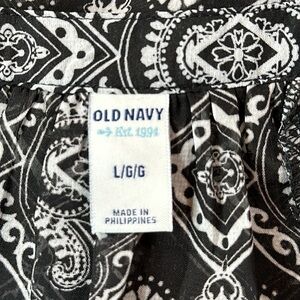 OLD NAVY
Est. 1994
L/G/G
MADE IN
PHILIPPINES